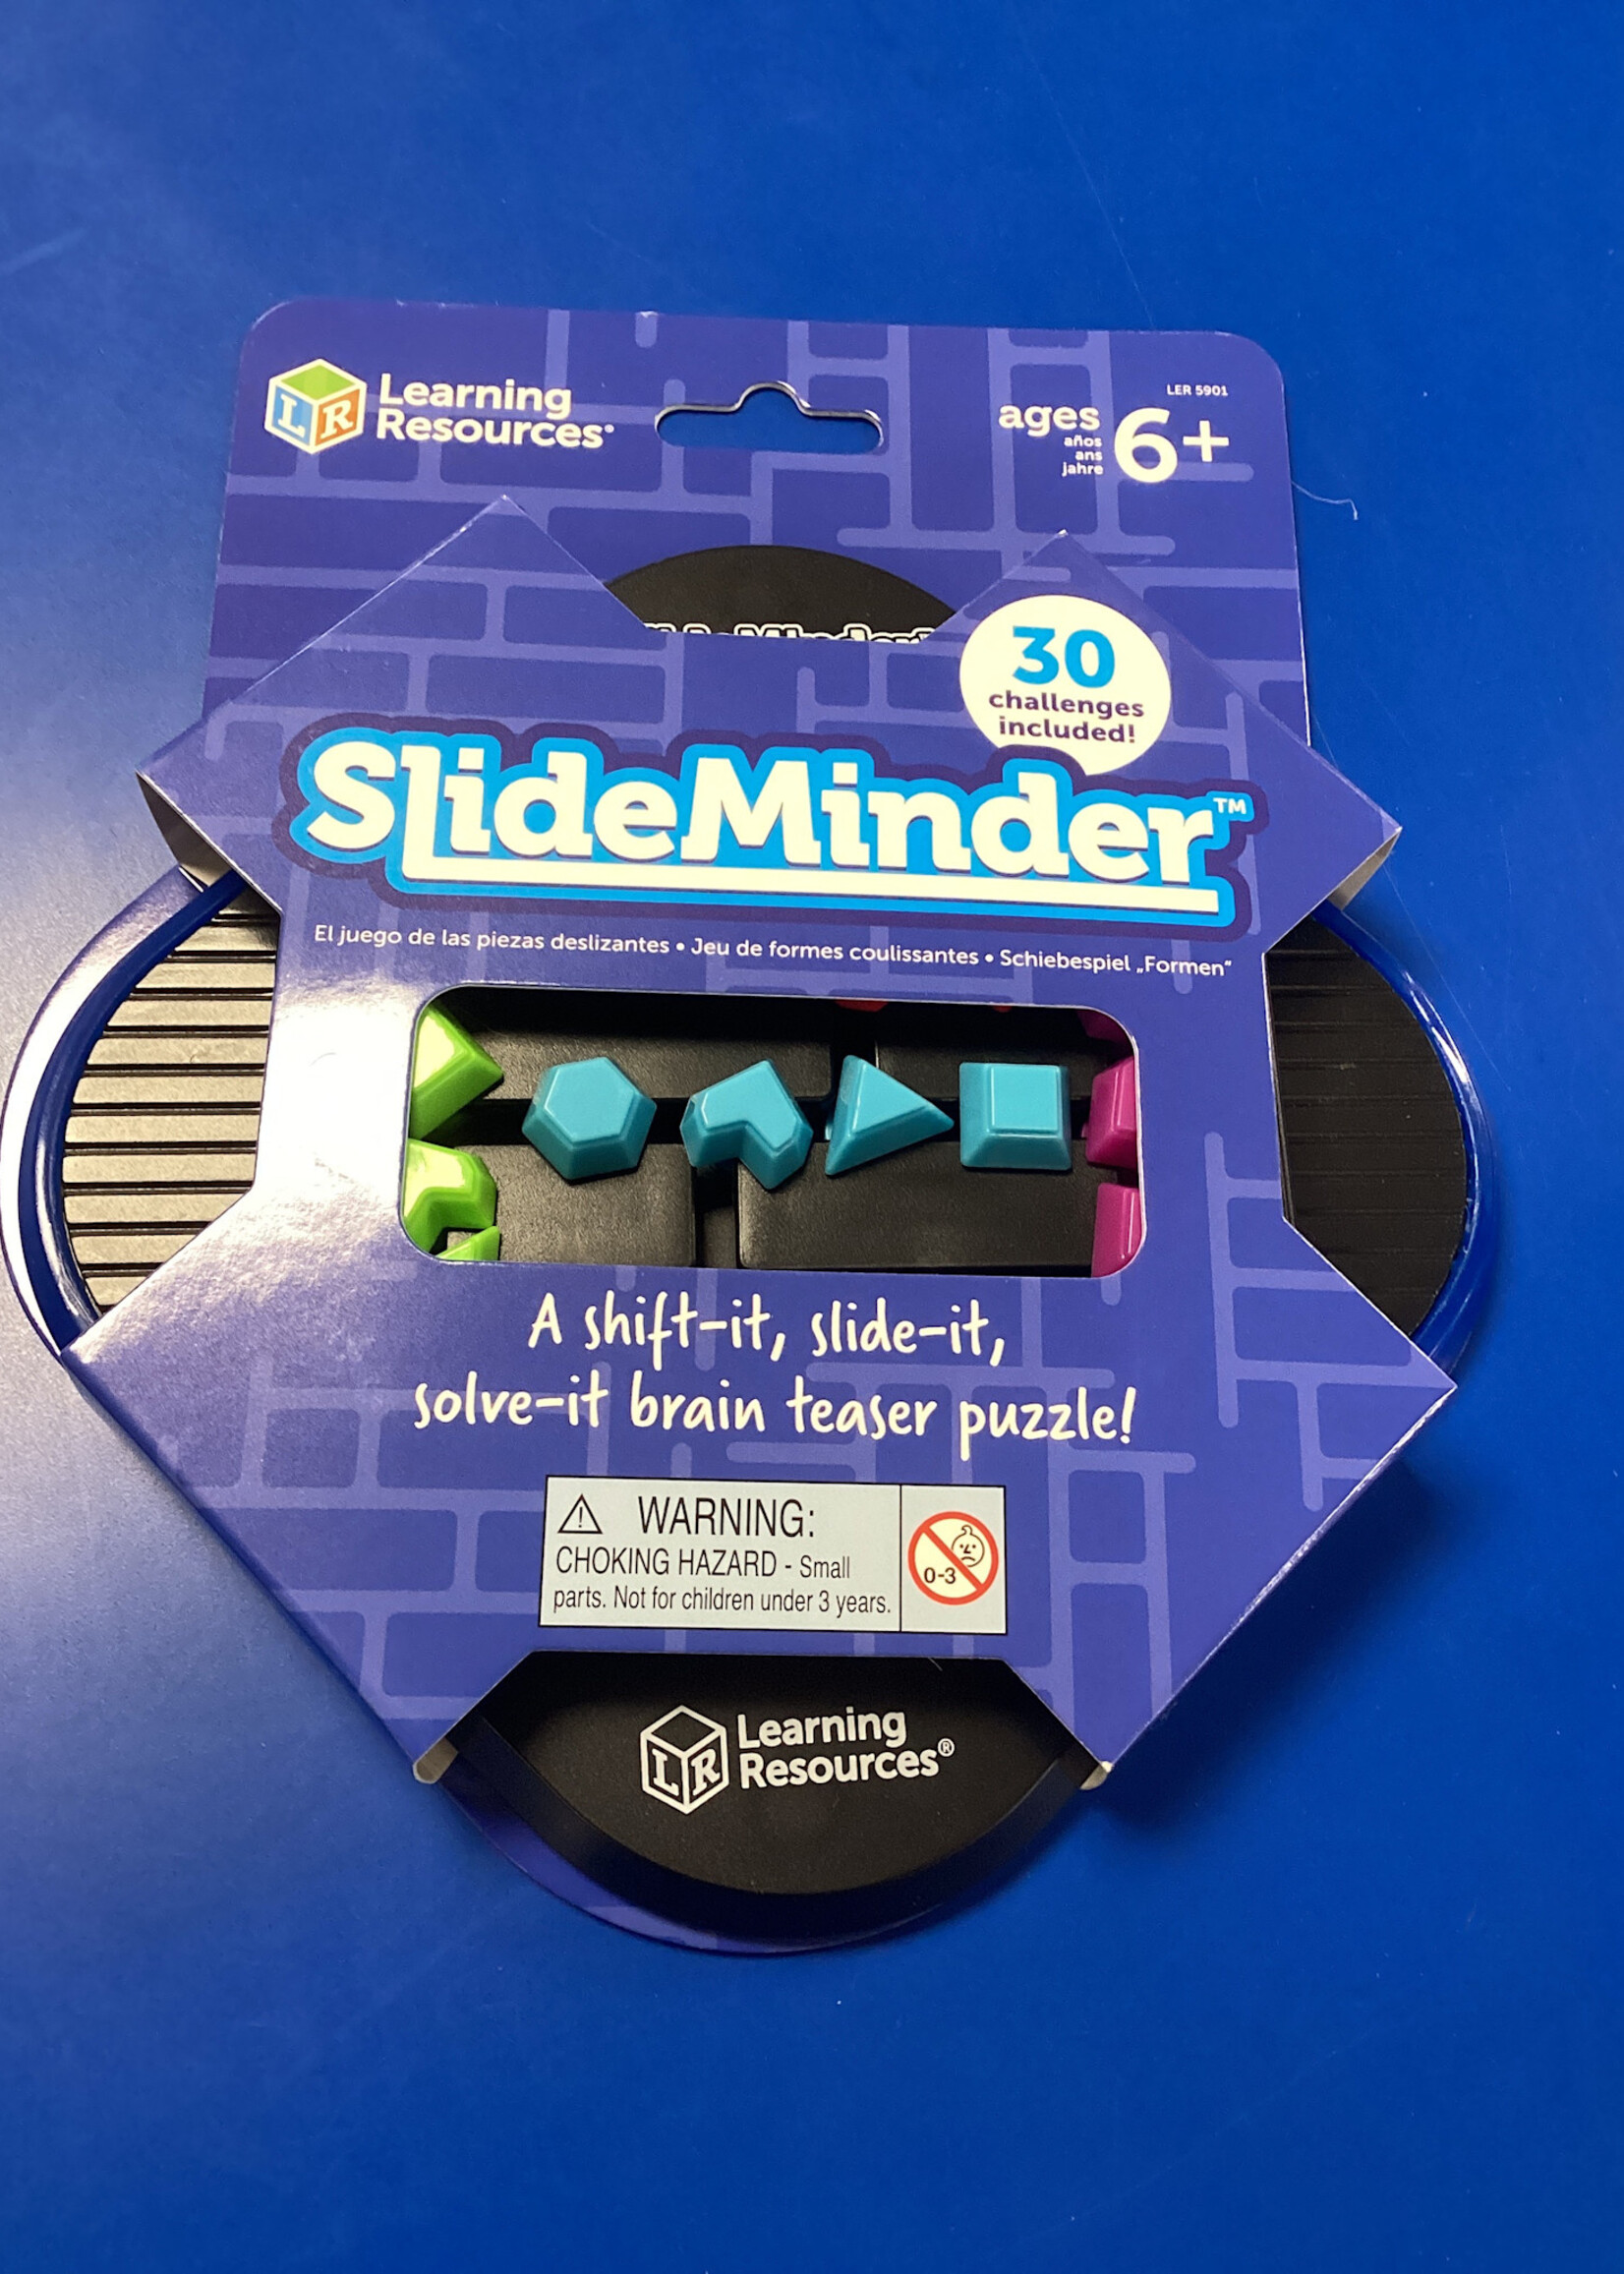 LR Learning
Resources®
LER 5901
ages 6+
años
ans
jahre
30
challenges
included!
SlideMinder™
El juego de las piezas deslizantes • Jeu de formes coulissantes • Schiebespiel „Formen“
A shift-it, slide-it,
solve-it brain teaser puzzle!
WARNING:
CHOKING HAZARD - Small
parts. Not for children under 3 years.
0-3
LR Learning
Resources®